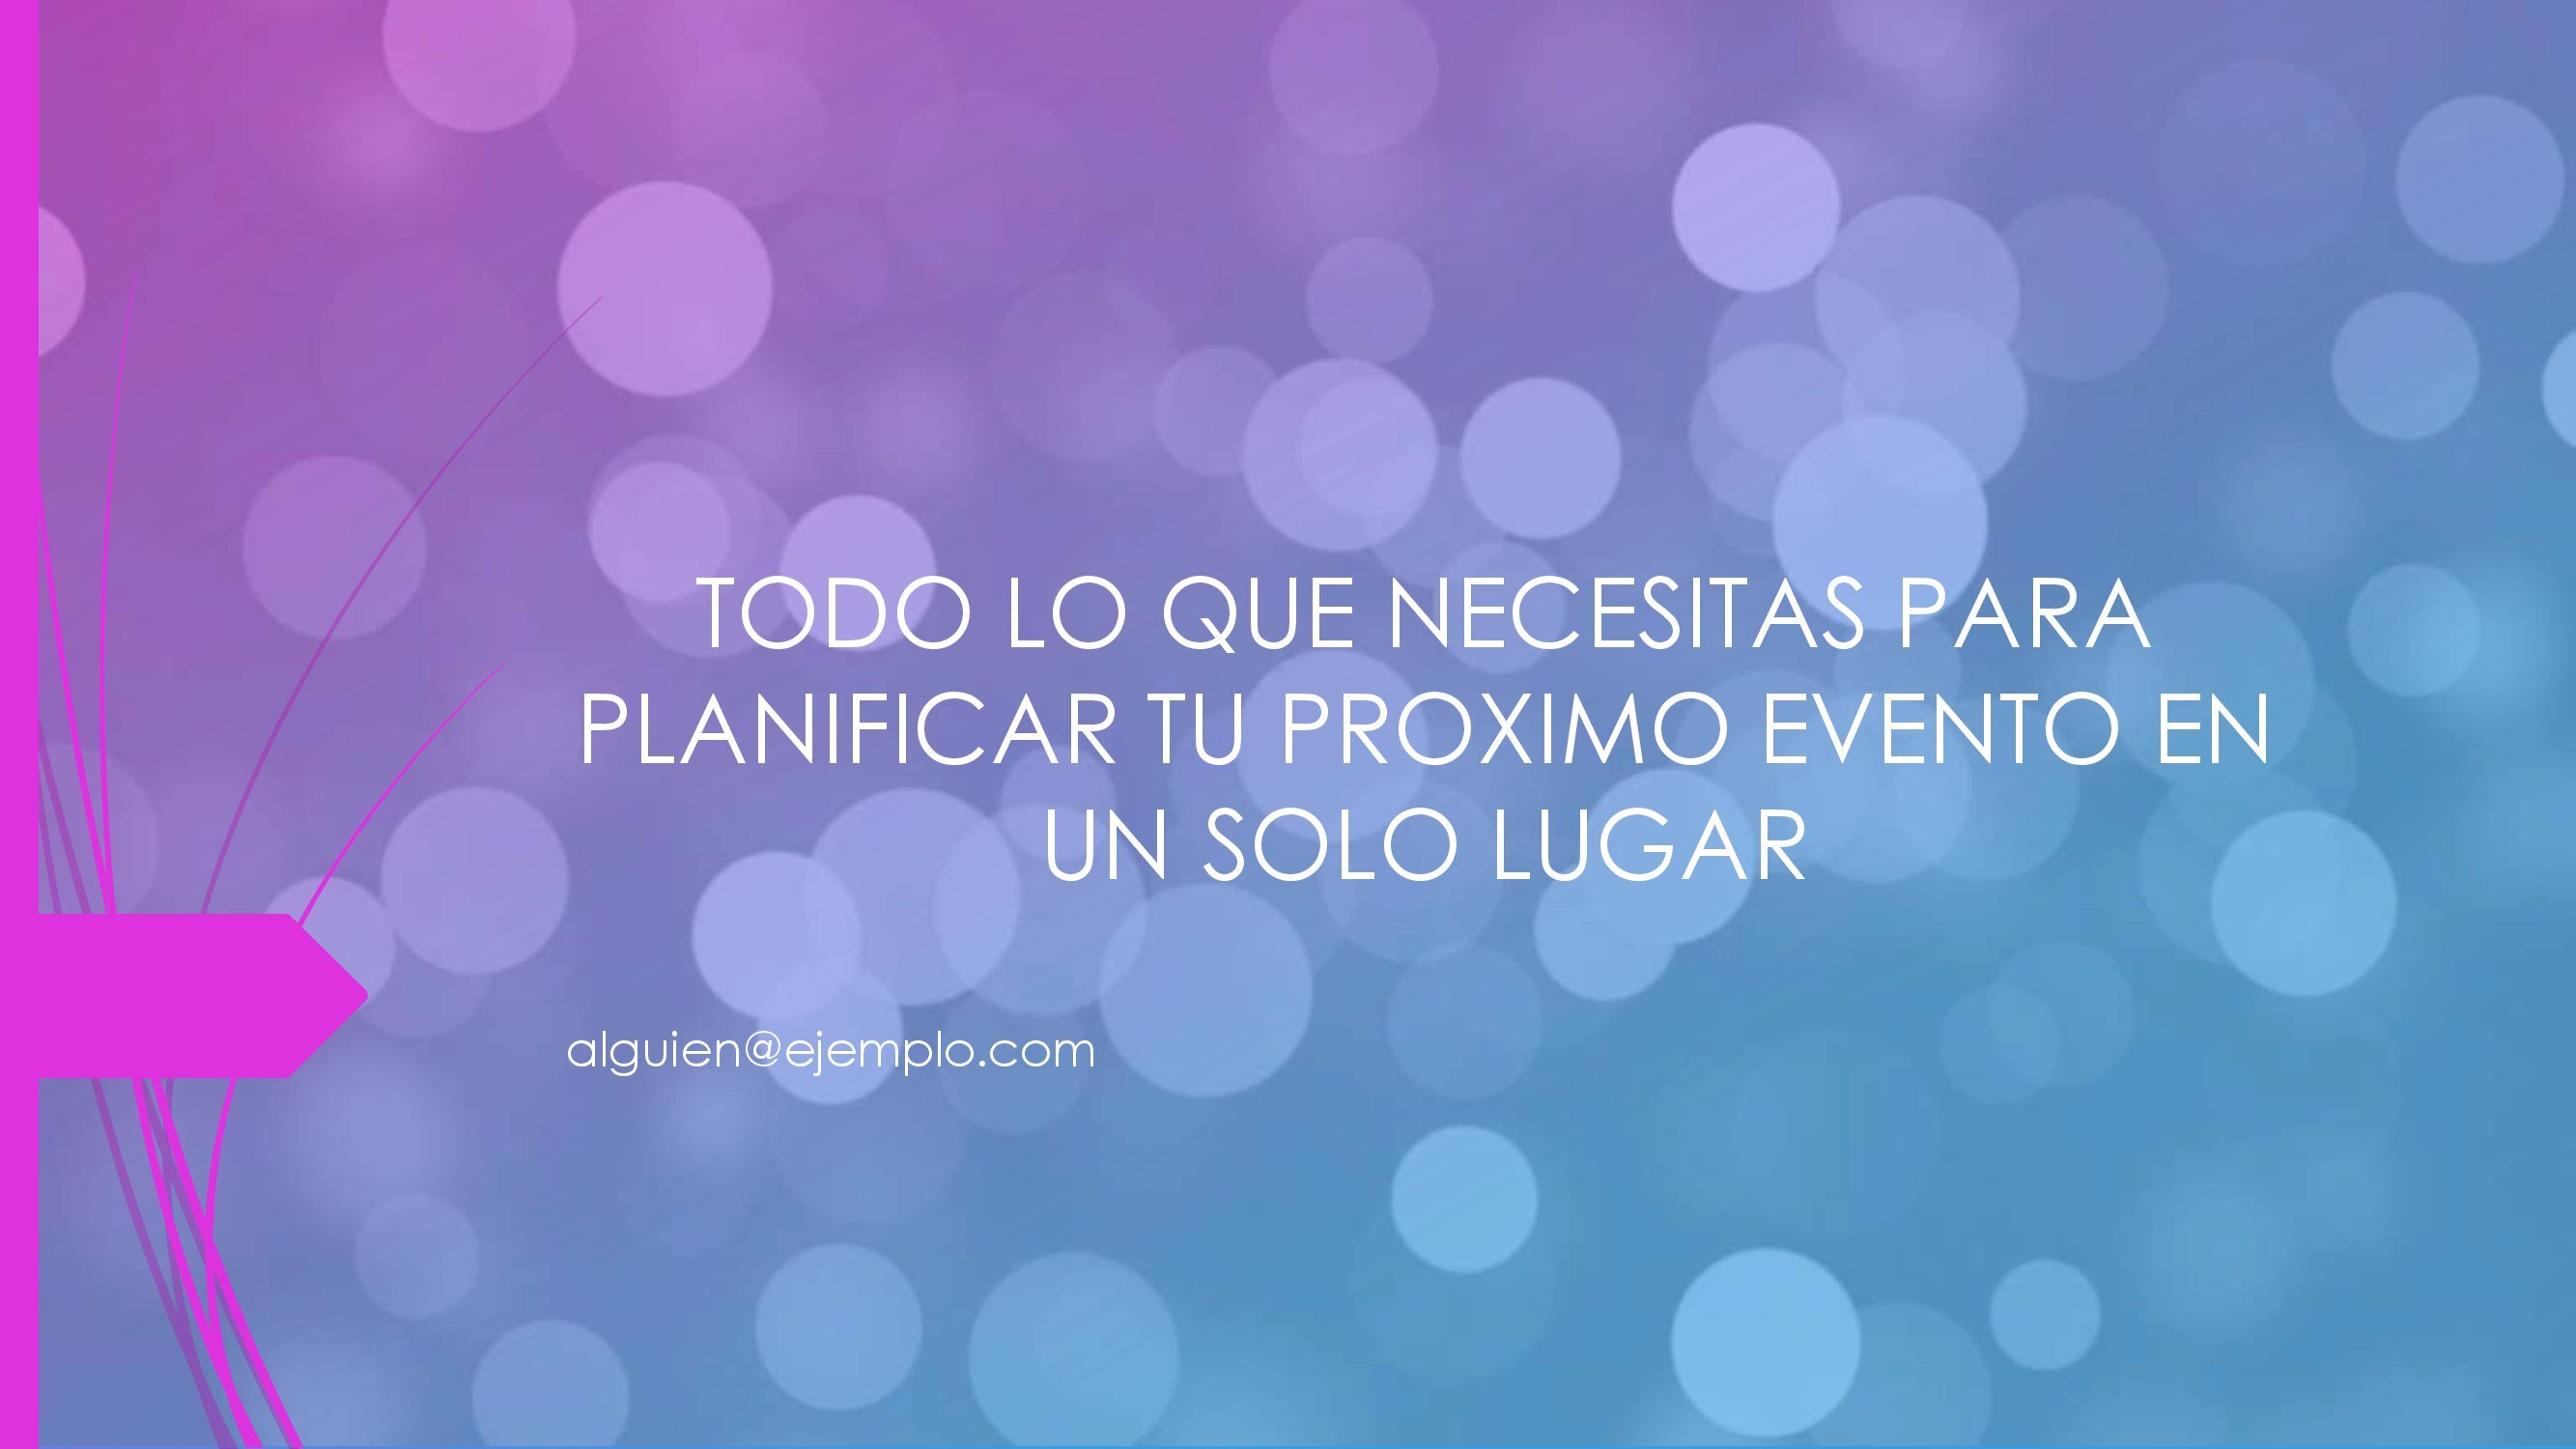 TODO LO QUE NECESITAS PARA
PLANIFICAR TU PROXIMO EVENTO EN
UN SOLO LUGAR
alguien@ejemplo.com